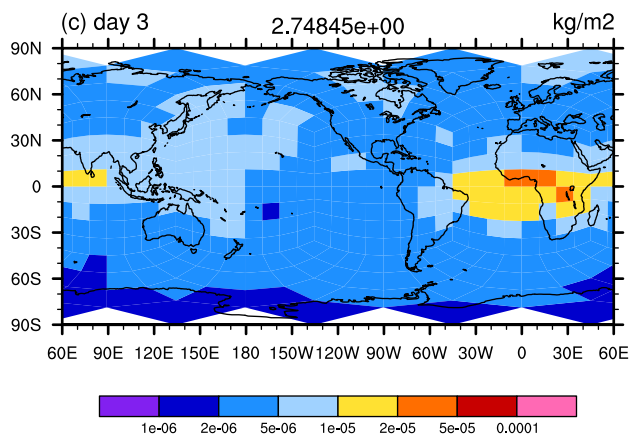 (c) day 3 2.74845e+00 kg/m2
90N
60N
30N
0
30S
60S
90S
60E 90E 120E 150E 180 150W 120W 90W 60W 30W 0 30E 60E
1e-06 2e-06 5e-06 1e-05 2e-05 5e-05 0.0001